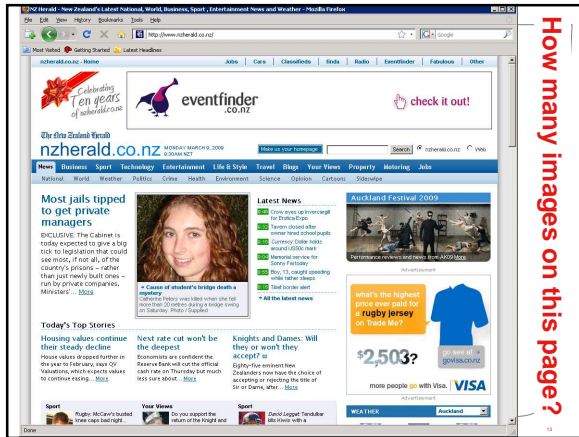 NZ Herald - New Zealand's Latest National, World, Business, Sport, Entertainment News and Weather - Mozilla Firefox
File Edit View History Bookmarks Tools Help
http://www.nzherald.co.nz/
Google
Most Visited Getting Started Latest Headlines
nzherald.co.nz - Home Jobs Cars Classifieds finda Radio Eventfinder Fabulous Other
Celebrating
Ten years
of nzherald.co.nz
eventfinder
.co.nz
check it out!
The New Zealand Herald
nzherald.co.nz
MONDAY MARCH 9, 2009
9:30AM NZT
Make us your homepage
Search nzherald.co.nz Web
News Business Sport Technology Entertainment Life & Style Travel Blogs Your Views Property Motoring Jobs
National World Weather Politics Crime Health Environment Science Opinion Cartoons Sideswipe
Most jails tipped
to get private
managers
EXCLUSIVE: The Cabinet is
today expected to give a big
tick to legislation that could
see most, if not all, of the
country's prisons – rather
than just newly built ones –
run by private companies.
Ministers'... More
Cause of student's bridge death a
mystery
Catherine Peters was killed when she fell
more than 20 metres during a bridge swing
on Saturday. Photo / Supplied
Latest News
Crow eyes up Invercargill
for Erotica Expo
Tavern closed after
owner hired school pupils
Currency: Dollar holds
around US50c mark
Memorial service for
Sonny Fai today
Boy, 13, caught speeding
while father sleeps
Tibet border alert
All the latest news
Auckland Festival 2009
Performance reviews and news from AK09 More
Advertisement
what's the highest
price ever paid for
a rugby jersey
on Trade Me?
$2,503?
go see at
govisa.co.nz
more people go with Visa. VISA
Advertisement
WEATHER Auckland
Today's Top Stories
Housing values continue
their steady decline
House values dropped further in
the year to February, says QV
Valuations, which expects values
to continue easing... More
Next rate cut won't be
the deepest
Economists are confident the
Reserve Bank will cut the official
cash rate on Thursday but much
less sure about... More
Knights and Dames: Will
they or won't they
accept?
Eighty-five eminent New
Zealanders now have the choice of
accepting or rejecting the title of
Sir or Dame, after... More
Sport
Rugby: McCaw's busted
knee caps bad night...
Your Views
Do you support the
return of the Knight and
Sport
David Leggat: Tendulkar
kills Kiwis with a
Done
How many images on this page?